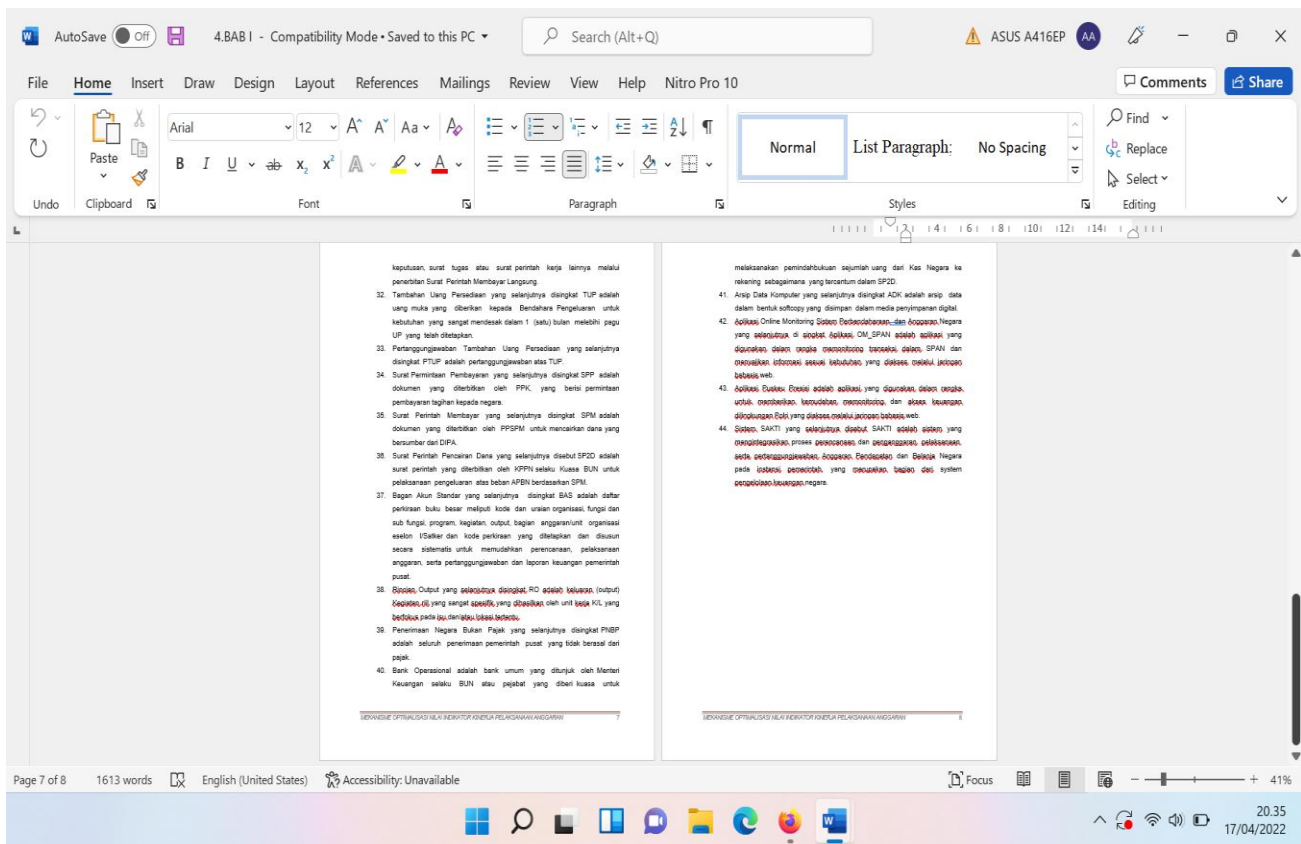 AutoSave Off 4.BAB I - Compatibility Mode • Saved to this PC Search (Alt+Q) ASUS A416EP AA
File Home Insert Draw Design Layout References Mailings Review View Help Nitro Pro 10 Comments Share
Paste Arial 12 Aa Normal List Paragraph; No Spacing Find
Replace
Select
Undo Clipboard Font Paragraph Styles Editing
2 4 6 8 10 12 14
keputusan, surat tugas atau surat perintah kerja lainnya melalui
penerbitan Surat Perintah Membayar Langsung.
32. Tambahan Uang Persediaan yang selanjutnya disingkat TUP adalah
uang muka yang diberikan kepada Bendahara Pengeluaran untuk
kebutuhan yang sangat mendesak dalam 1 (satu) bulan melebihi pagu
UP yang telah ditetapkan.
33. Pertanggungjawaban Tambahan Uang Persediaan yang selanjutnya
disingkat PTUP adalah pertanggungjawaban atas TUP.
34. Surat Permintaan Pembayaran yang selanjutnya disingkat SPP adalah
dokumen yang diterbitkan oleh PPK, yang berisi permintaan
pembayaran tagihan kepada negara.
35. Surat Perintah Membayar yang selanjutnya disingkat SPM adalah
dokumen yang diterbitkan oleh PPSPM untuk mencairkan dana yang
bersumber dari DIPA.
36. Surat Perintah Pencairan Dana yang selanjutnya disebut SP2D adalah
surat perintah yang diterbitkan oleh KPPN selaku Kuasa BUN untuk
pelaksanaan pengeluaran atas beban APBN berdasarkan SPM.
37. Bagan Akun Standar yang selanjutnya disingkat BAS adalah daftar
perkiraan buku besar meliputi kode dan uraian organisasi, fungsi dan
sub fungsi, program, kegiatan, output, bagian anggaran/unit organisasi
eselon I/Satker dan kode perkiraan yang ditetapkan dan disusun
secara sistematis untuk memudahkan perencanaan, pelaksanaan
anggaran, serta pertanggungjawaban dan laporan keuangan pemerintah
pusat.
38. Rincian Output yang selanjutnya disingkat RO adalah keluaran (output)
Kegiatan riil yang sangat spesifik yang dihasilkan oleh unit kerja K/L yang
berfokus pada isu dan/atau lokasi tertentu.
39. Penerimaan Negara Bukan Pajak yang selanjutnya disingkat PNBP
adalah seluruh penerimaan pemerintah pusat yang tidak berasal dari
pajak.
40. Bank Operasional adalah bank umum yang ditunjuk oleh Menteri
Keuangan selaku BUN atau pejabat yang diberi kuasa untuk
MEKANISME OPTIMALISASI NILAI INDIKATOR KINERJA PELAKSANAAN ANGGARAN 7
melaksanakan pemindahbukuan sejumlah uang dari Kas Negara ke
rekening sebagaimana yang tercantum dalam SP2D.
41. Arsip Data Komputer yang selanjutnya disingkat ADK adalah arsip data
dalam bentuk softcopy yang disimpan dalam media penyimpanan digital.
42. Aplikasi Online Monitoring Sistem Perbendaharaan dan Anggaran Negara
yang selanjutnya di singkat Aplikasi OM_SPAN adalah aplikasi yang
digunakan dalam rangka memonitoring transaksi dalam SPAN dan
menyajikan informasi sesuai kebutuhan yang diakses melalui jaringan
babasis web.
43. Aplikasi Puskeu Presisi adalah aplikasi yang digunakan dalam rangka
untuk memberikan kemudahan memonitoring dan akses keuangan
dilingkungan Polri yang diakses melalui jaringan babasis web.
44. Sistem SAKTI yang selanjutnya disebut SAKTI adalah sistem yang
mengintegrasikan proses perencanaan dan penganggaran, pelaksanaan,
serta pertanggungjawaban Anggaran Pendapatan dan Belanja Negara
pada instansi pemerintah, yang merupakan bagian dari system
pengelolaan keuangan negara.
MEKANISME OPTIMALISASI NILAI INDIKATOR KINERJA PELAKSANAAN ANGGARAN 8
Page 7 of 8 1613 words English (United States) Accessibility: Unavailable Focus 41%
20.35
17/04/2022